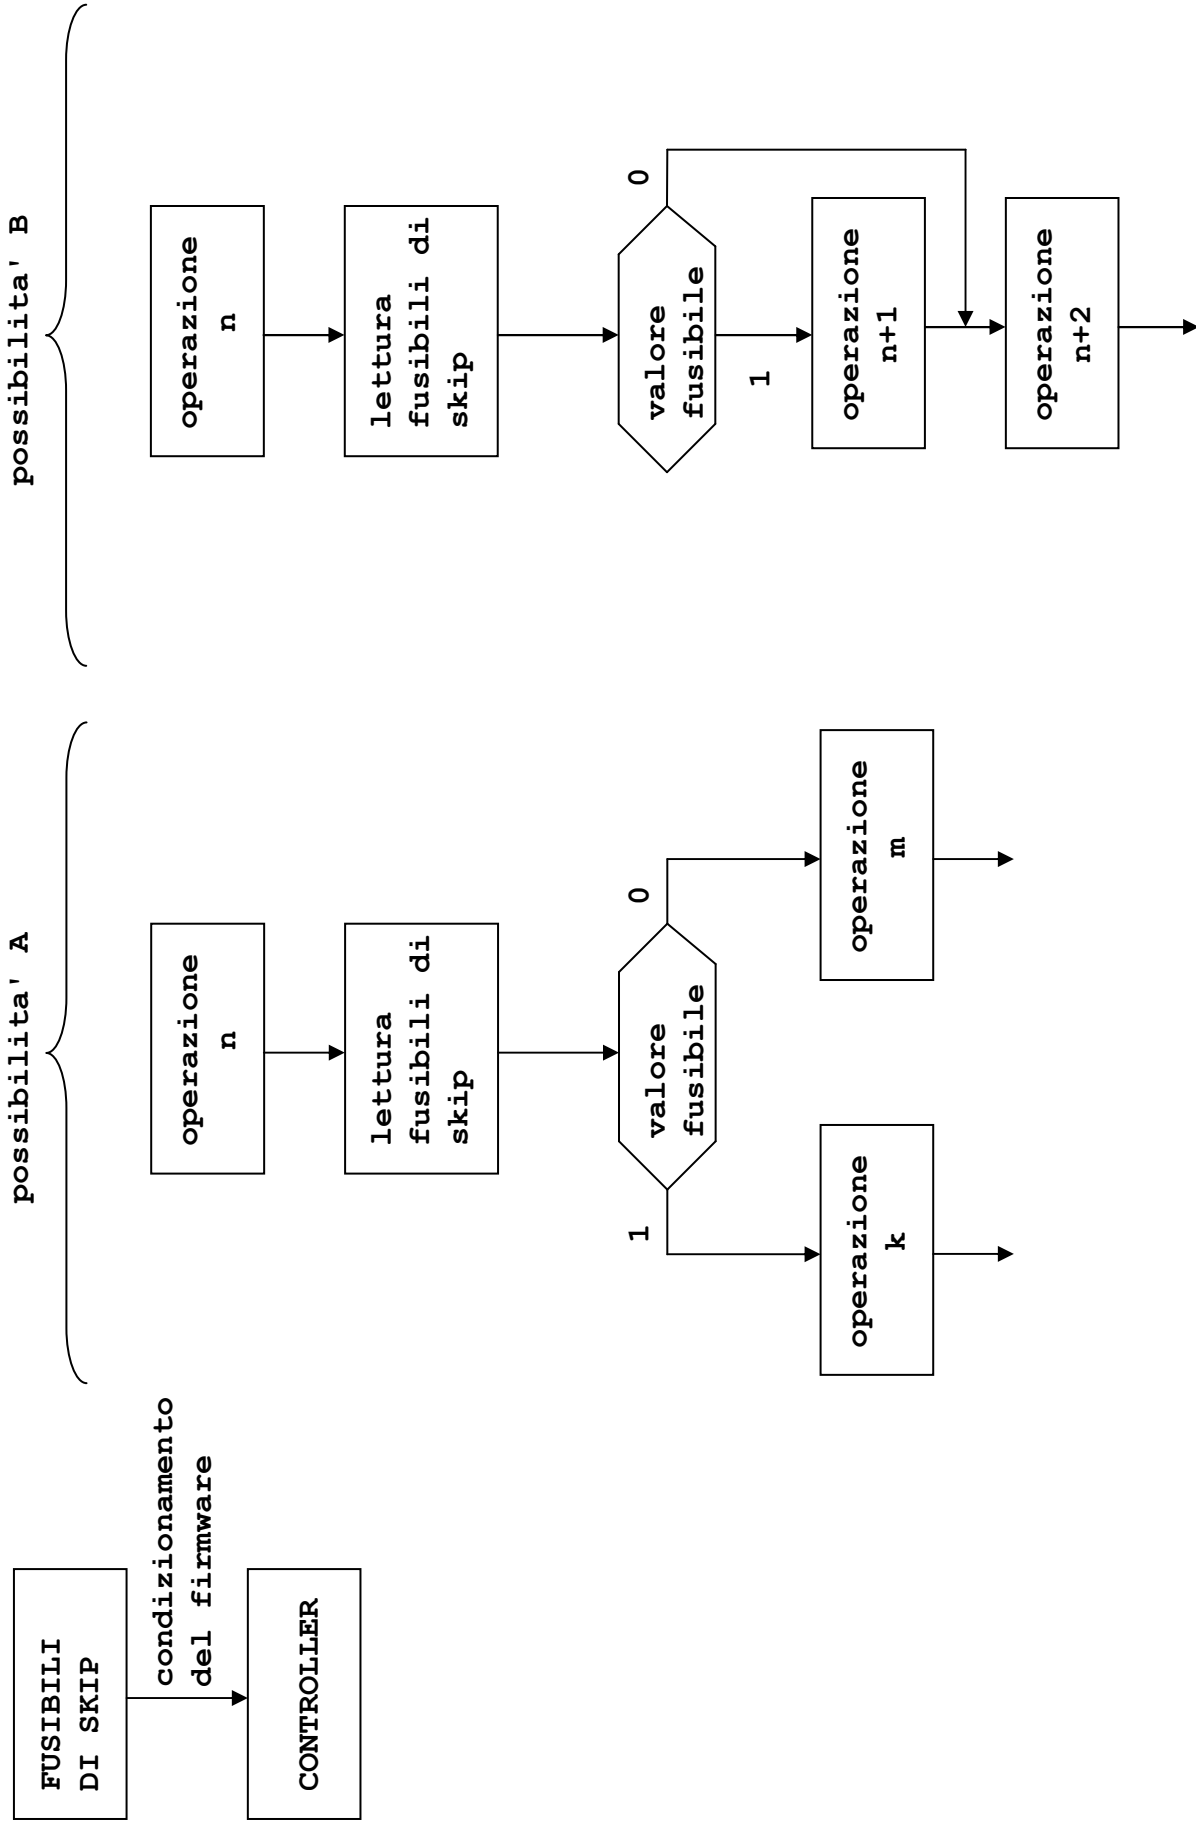 FUSIBILI
DI SKIP
condizionamento
del firmware
CONTROLLER
possibilita' A
operazione
n
lettura
fusibili di
skip
valore
fusibile
1
0
operazione
k
operazione
m
possibilita' B
operazione
n
lettura
fusibili di
skip
valore
fusibile
0
1
operazione
n+1
operazione
n+2